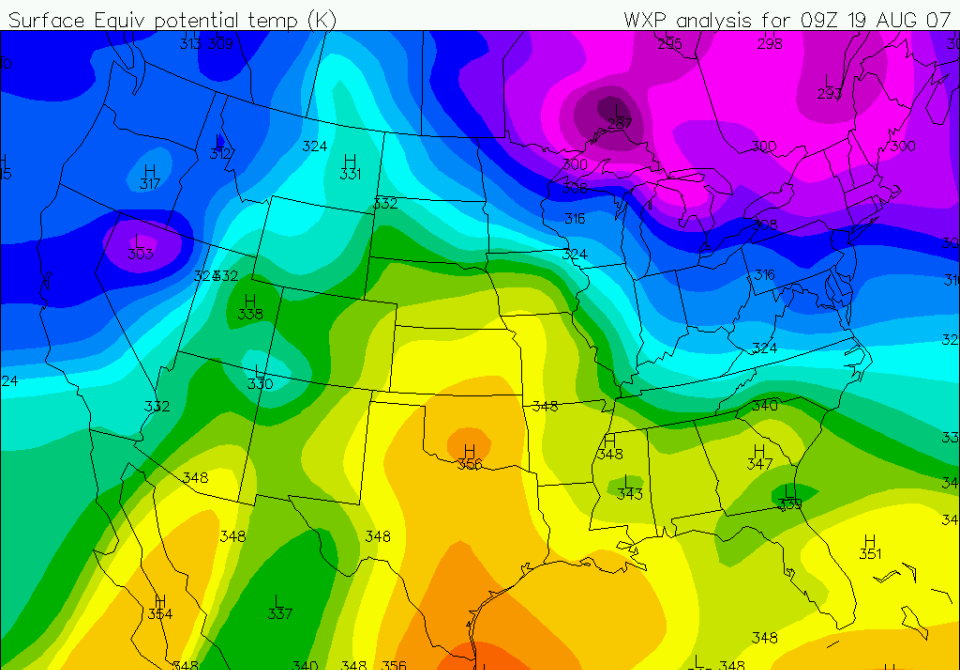 Surface Equiv potential temp (K) WXP analysis for 09Z 19 AUG 07
313 309 295 298
L 293
L 287
312 324 300 300 300
H 317 H 331
332 308
316 308
L 303
324 332 324 316
H 338
324 L 330
332 348 340
H 348 H 347
H 356
348 L 343 L 339
348 348 H 351
H 354 L 337
348 340 348 356 348 L 348